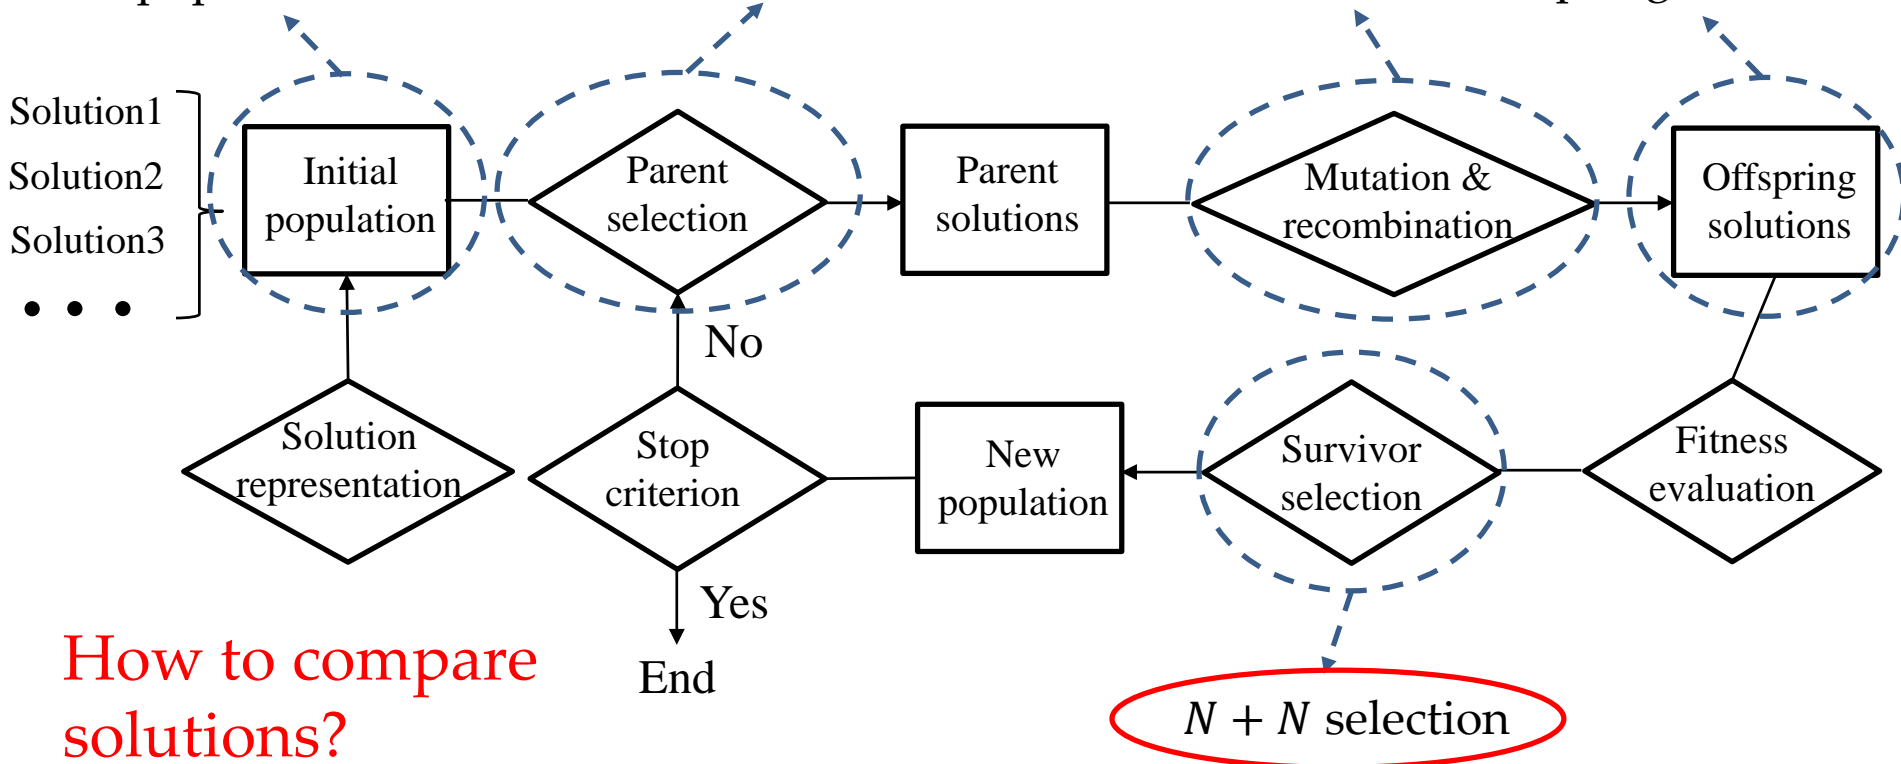 Solution1
Solution2
Solution3
• • •
Initial
population
Parent
selection
Parent
solutions
Mutation &
recombination
Offspring
solutions
No
Solution
representation
Stop
criterion
New
population
Survivor
selection
Fitness
evaluation
Yes
End
How to compare
solutions?
N + N selection